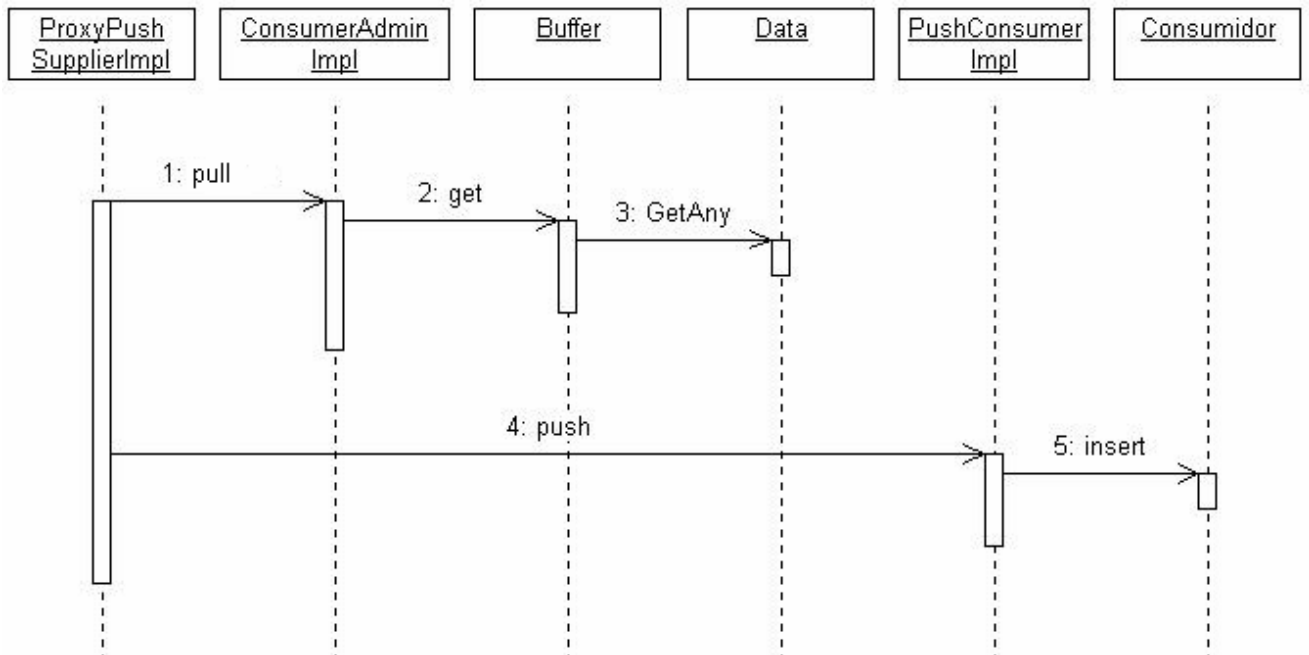 ProxyPush
SupplierImpl
ConsumerAdmin
Impl
Buffer
Data
PushConsumer
Impl
Consumidor
1: pull
2: get
3: GetAny
4: push
5: insert